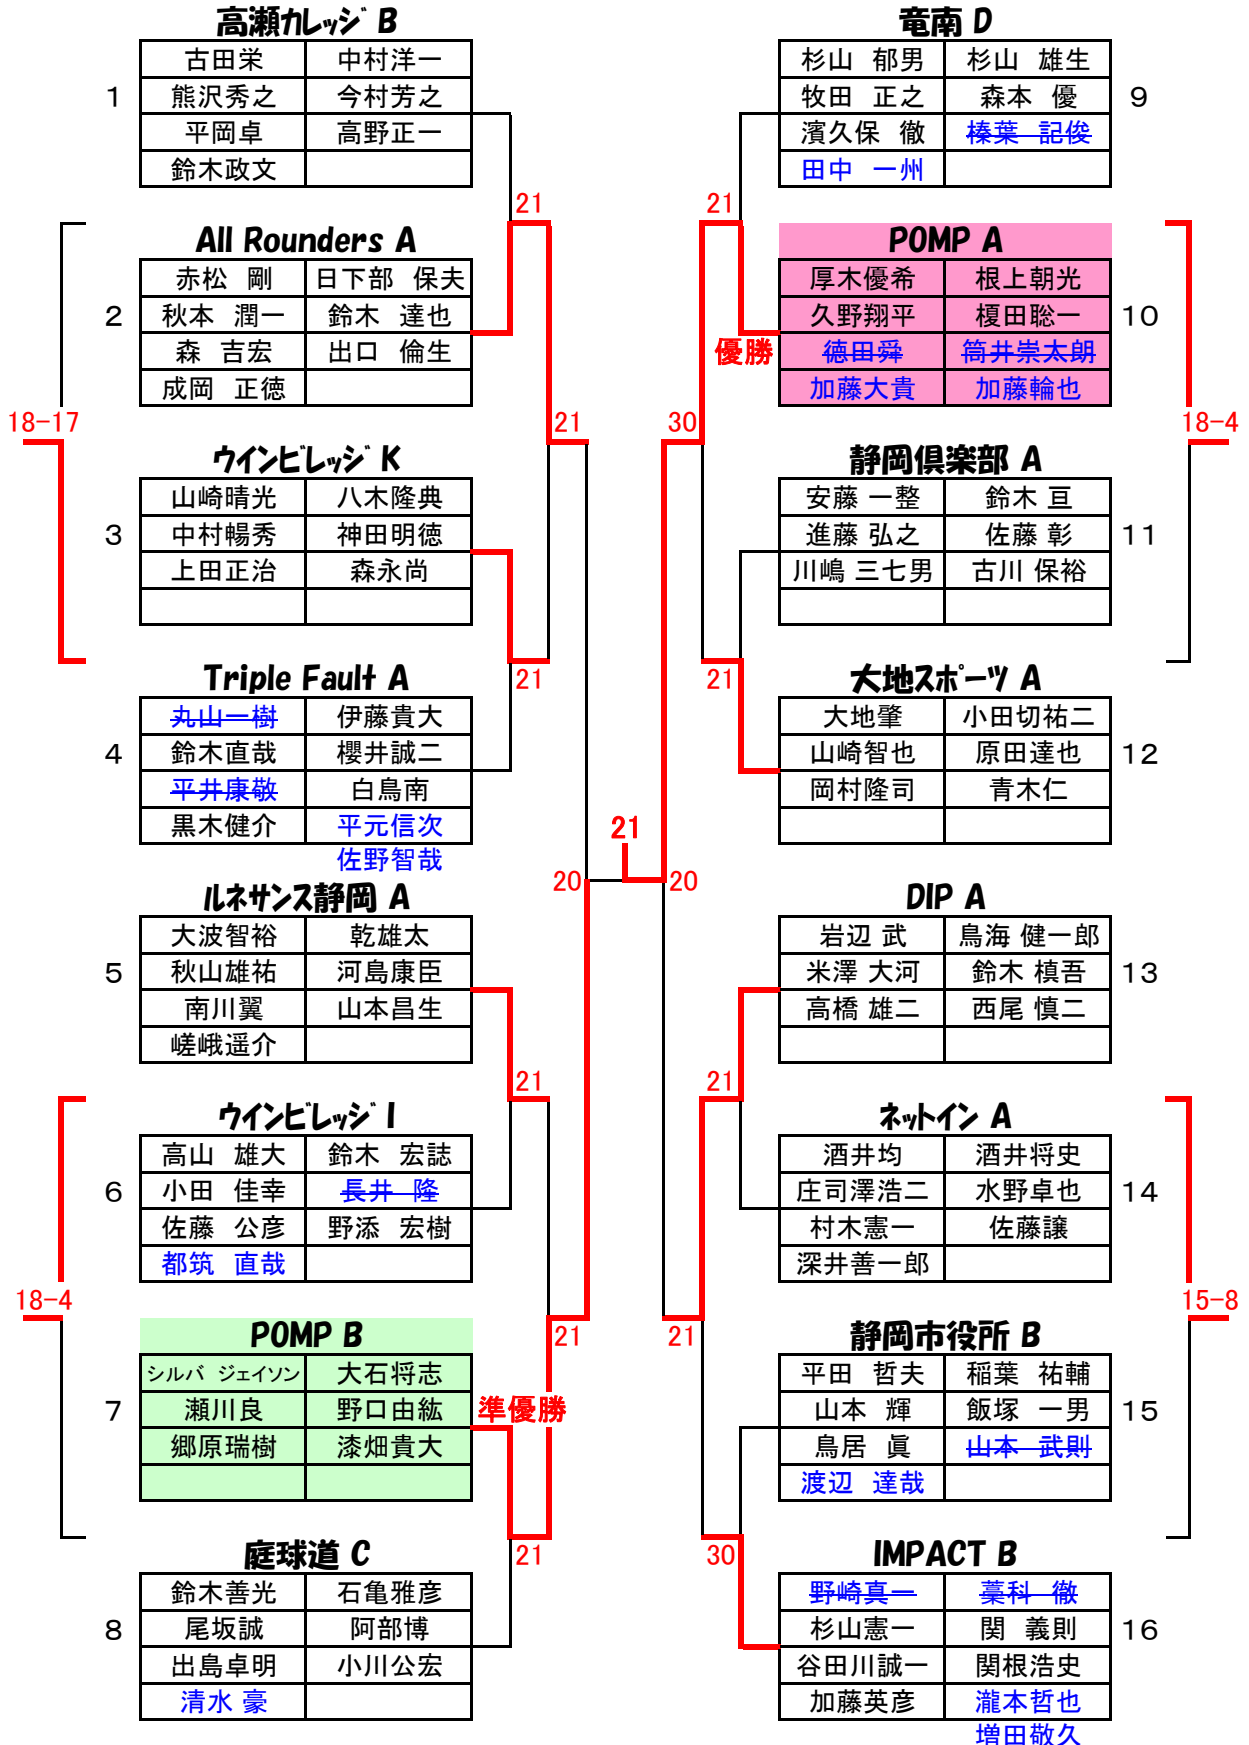 高瀬カレッジ B
古田栄 中村洋一
1 熊沢秀之 今村芳之
平岡卓 高野正一
鈴木政文
21
All Rounders A
赤松 剛 日下部 保夫
2 秋本 潤一 鈴木 達也
森 吉宏 出口 倫生
成岡 正徳
18-17
21
ウインビレッジ K
山崎晴光 八木隆典
3 中村暢秀 神田明徳
上田正治 森永尚
Triple Fault A
21
丸山一樹 伊藤貴大
4 鈴木直哉 櫻井誠二
平井康敬 白鳥南
黒木健介 平元信次
佐野智哉
20
ルネサンス静岡 A
大波智裕 乾雄太
5 秋山雄祐 河島康臣
南川翼 山本昌生
嵯峨遥介
21
ウインビレッジ I
高山 雄大 鈴木 宏誌
6 小田 佳幸 長井 隆
佐藤 公彦 野添 宏樹
都筑 直哉
18-4
POMP B
21
シルバ ジェイソン 大石将志
7 瀬川良 野口由紘
準優勝
郷原瑞樹 漆畑貴大
庭球道 C
21
鈴木善光 石亀雅彦
8 尾坂誠 阿部博
出島卓明 小川公宏
清水 豪
21
竜南 D
杉山 郁男 杉山 雄生
牧田 正之 森本 優 9
濱久保 徹 榛葉 記俊
田中 一州
21
POMP A
厚木優希 根上朝光
久野翔平 榎田聡一 10
優勝
徳田舜 筒井崇太朗
加藤大貴 加藤輪也
30
18-4
静岡倶楽部 A
安藤 一整 鈴木 亘
進藤 弘之 佐藤 彰 11
川嶋 三七男 古川 保裕
21
大地スポーツ A
大地肇 小田切祐二
山崎智也 原田達也 12
岡村隆司 青木仁
20
DIP A
岩辺 武 鳥海 健一郎
米澤 大河 鈴木 槙吾 13
高橋 雄二 西尾 慎二
21
ネットイン A
酒井均 酒井将史
庄司澤浩二 水野卓也 14
村木憲一 佐藤譲
深井善一郎
15-8
21
静岡市役所 B
平田 哲夫 稲葉 祐輔
山本 輝 飯塚 一男 15
鳥居 眞 山本 武則
渡辺 達哉
30
IMPACT B
野崎真一 藁科 徹
杉山憲一 関 義則 16
谷田川誠一 関根浩史
加藤英彦 瀧本哲也
増田敬久